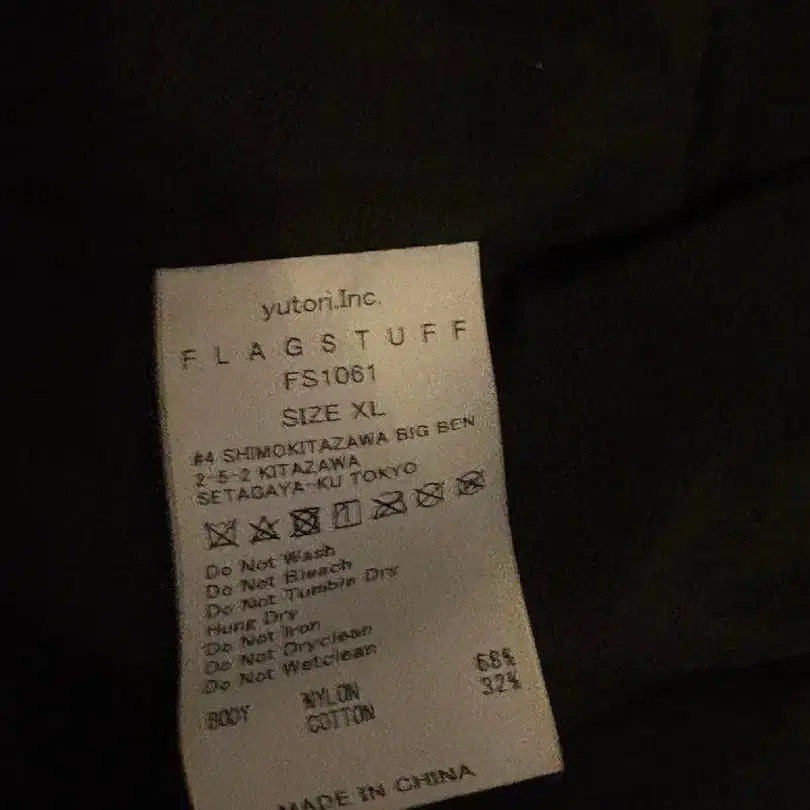 yutori.Inc.
F L A G S T U F F
FS1061
SIZE XL
#4 SHIMOKITAZAWA BIG BEN
2-5-2 KITAZAWA
SETAGAYA-KU TOKYO
Do Not Wash
Do Not Bleach
Do Not Tumble Dry
Hung Dry
Do Not Iron
Do Not Dryclean
Do Not Wetclean
BODY NYLON 68%
COTTON 32%
MADE IN CHINA